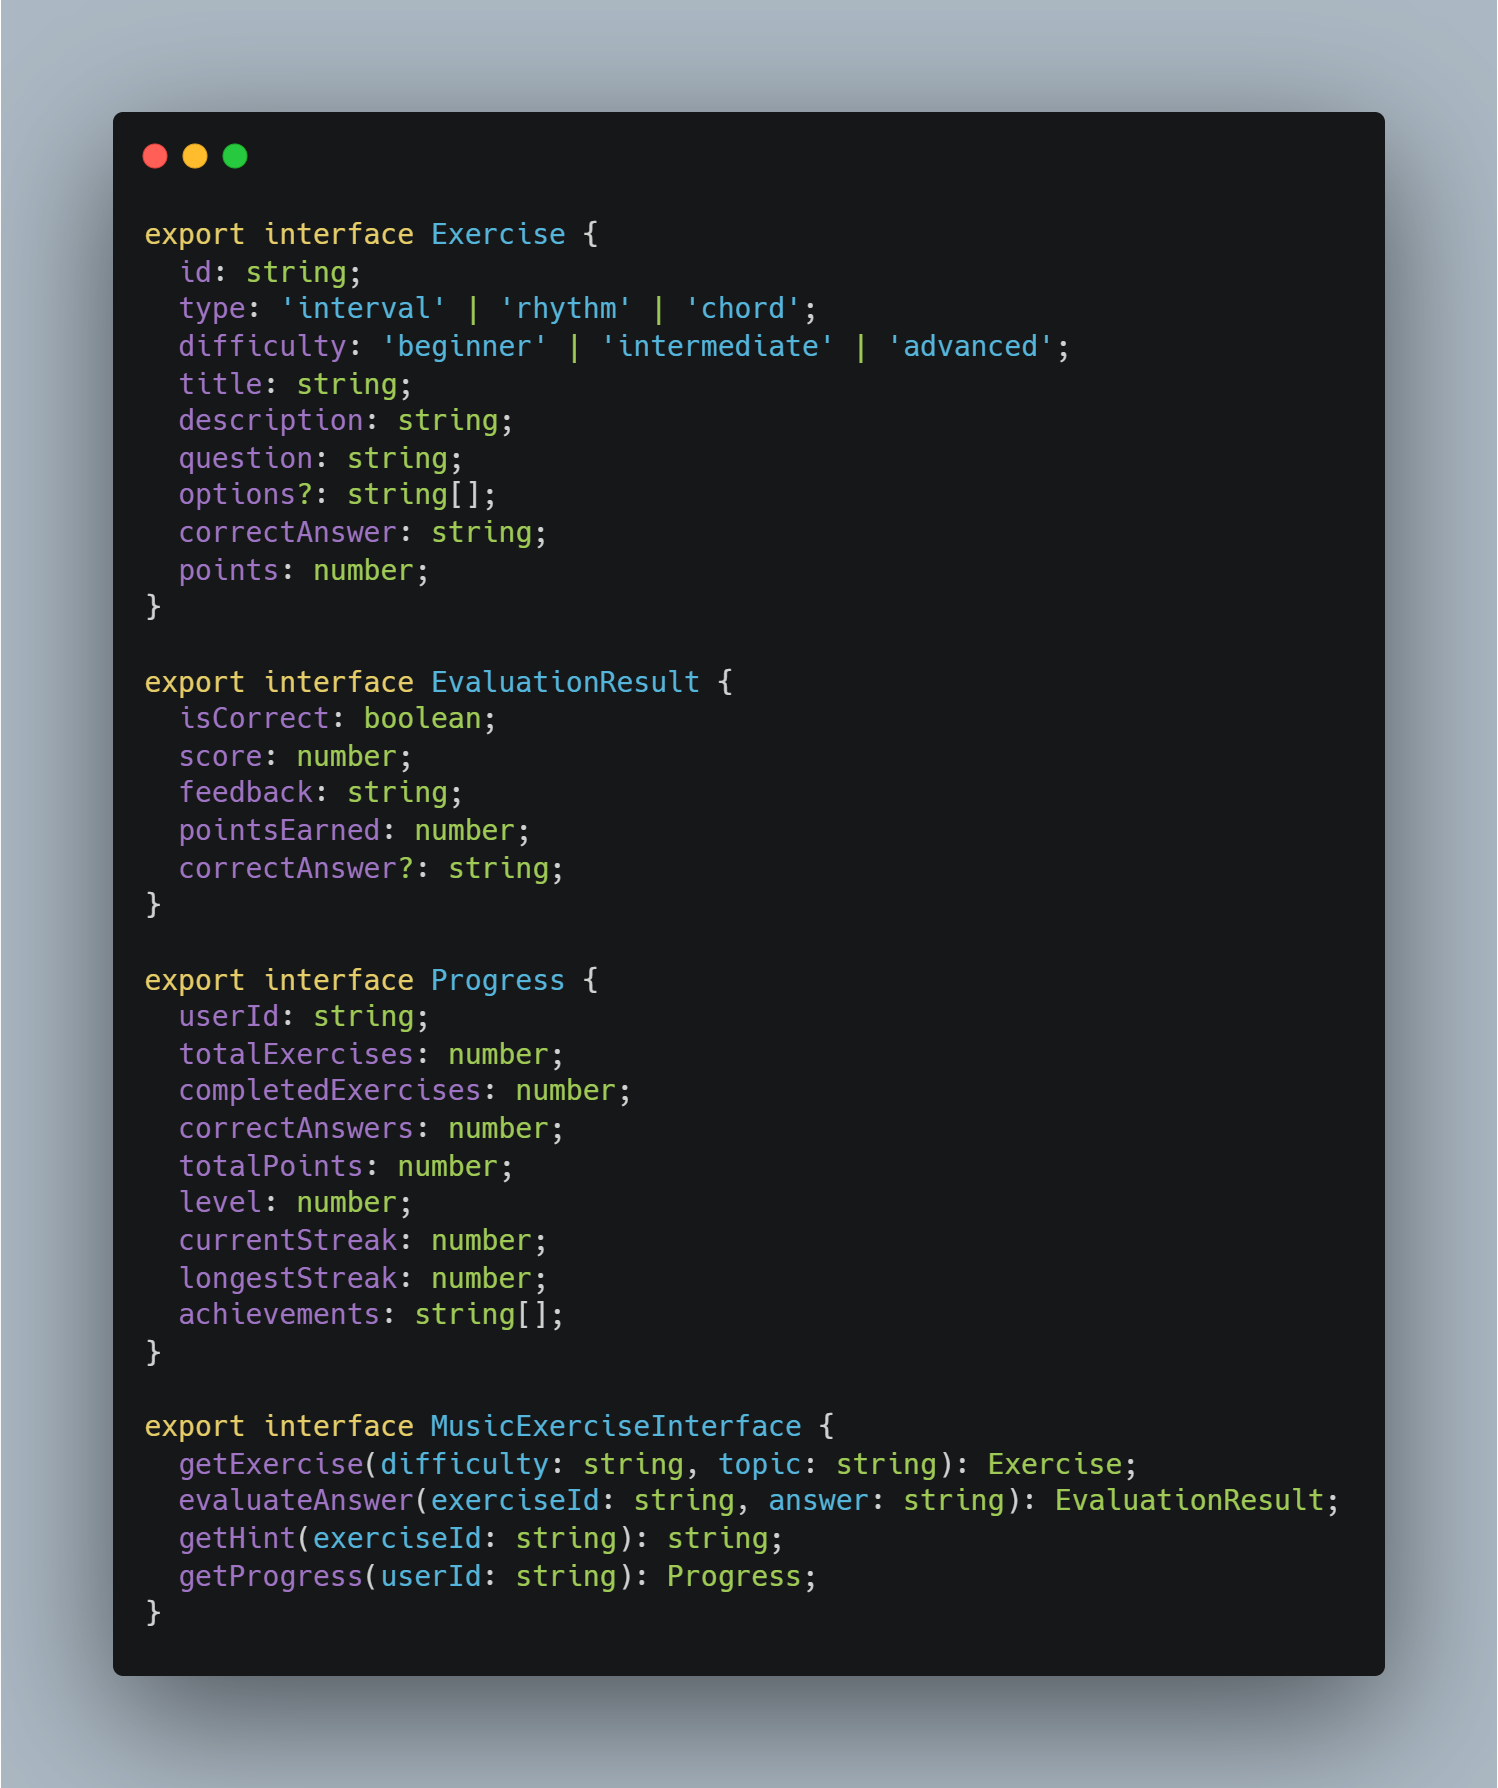 export interface Exercise {
  id: string;
  type: 'interval' | 'rhythm' | 'chord';
  difficulty: 'beginner' | 'intermediate' | 'advanced';
  title: string;
  description: string;
  question: string;
  options?: string[];
  correctAnswer: string;
  points: number;
}

export interface EvaluationResult {
  isCorrect: boolean;
  score: number;
  feedback: string;
  pointsEarned: number;
  correctAnswer?: string;
}

export interface Progress {
  userId: string;
  totalExercises: number;
  completedExercises: number;
  correctAnswers: number;
  totalPoints: number;
  level: number;
  currentStreak: number;
  longestStreak: number;
  achievements: string[];
}

export interface MusicExerciseInterface {
  getExercise(difficulty: string, topic: string): Exercise;
  evaluateAnswer(exerciseId: string, answer: string): EvaluationResult;
  getHint(exerciseId: string): string;
  getProgress(userId: string): Progress;
}